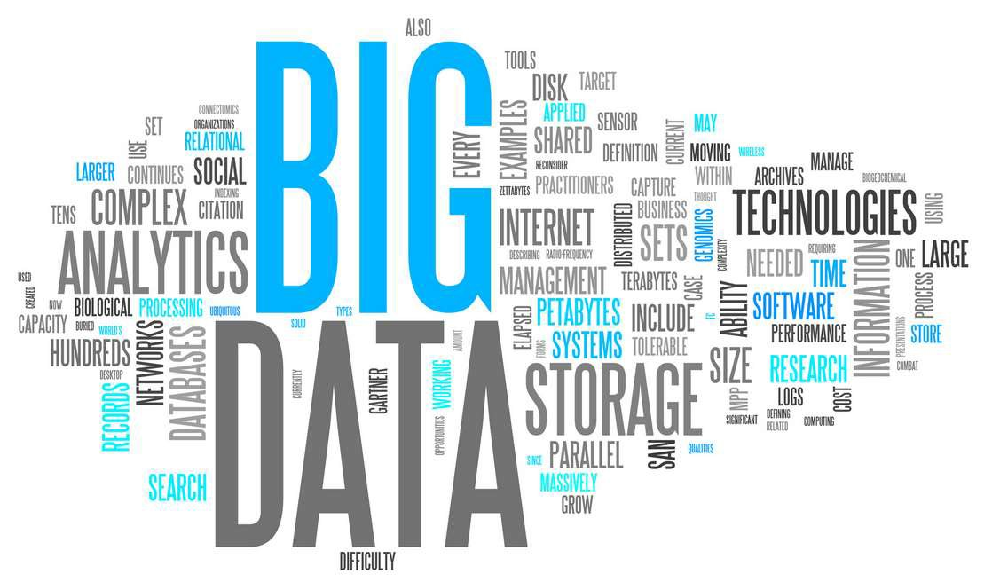 ALSO
BIG
DATA
TOOLS
DISK
TARGET
CONNECTOMICS
ORGANIZATIONS
SET
USE
RELATIONAL
EVERY
EXAMPLES
APPLIED
SENSOR
SHARED
DEFINITION
CURRENT
MAY
MOVING
WIRELESS
LARGER
CONTINUES
SOCIAL
RECONSIDER
WITHIN
ARCHIVES
MANAGE
BIOGEOCHEMICAL
INDEXING
ZETTABYTES
PRACTITIONERS
CAPTURE
THOUGHT
TENS
COMPLEX
CITATION
INTERNET
DISTRIBUTED
BUSINESS
GENOMICS
TECHNOLOGIES
USING
ANALYTICS
DESCRIBING
RADIO-FREQUENCY
SETS
COMPLEXITY
NEEDED
REQUIRING
INFORMATION
ONE
LARGE
USED
CREATED
MANAGEMENT
TERABYTES
CASE
ABILITY
TIME
PROCESS
NOW
BIOLOGICAL
PROCESSING
UBIQUITOUS
SOLID
TYPES
ELAPSED
PETABYTES
INCLUDE
FC
SOFTWARE
CAPACITY
BURIED
WORLD'S
NETWORKS
DATABASES
AMOUNT
FORMS
SYSTEMS
TOLERABLE
PERFORMANCE
PRESENTATIONS
STORE
HUNDREDS
DESKTOP
CURRENTLY
GARTNER
WORKING
STORAGE
SIZE
RESEARCH
COMBAT
RECORDS
OPPORTUNITIES
MPP
LOGS
COST
SIGNIFICANT
DEFINING
RELATED
COMPUTING
SINCE
PARALLEL
SAN
QUALITIES
SEARCH
MASSIVELY
GROW
DIFFICULTY